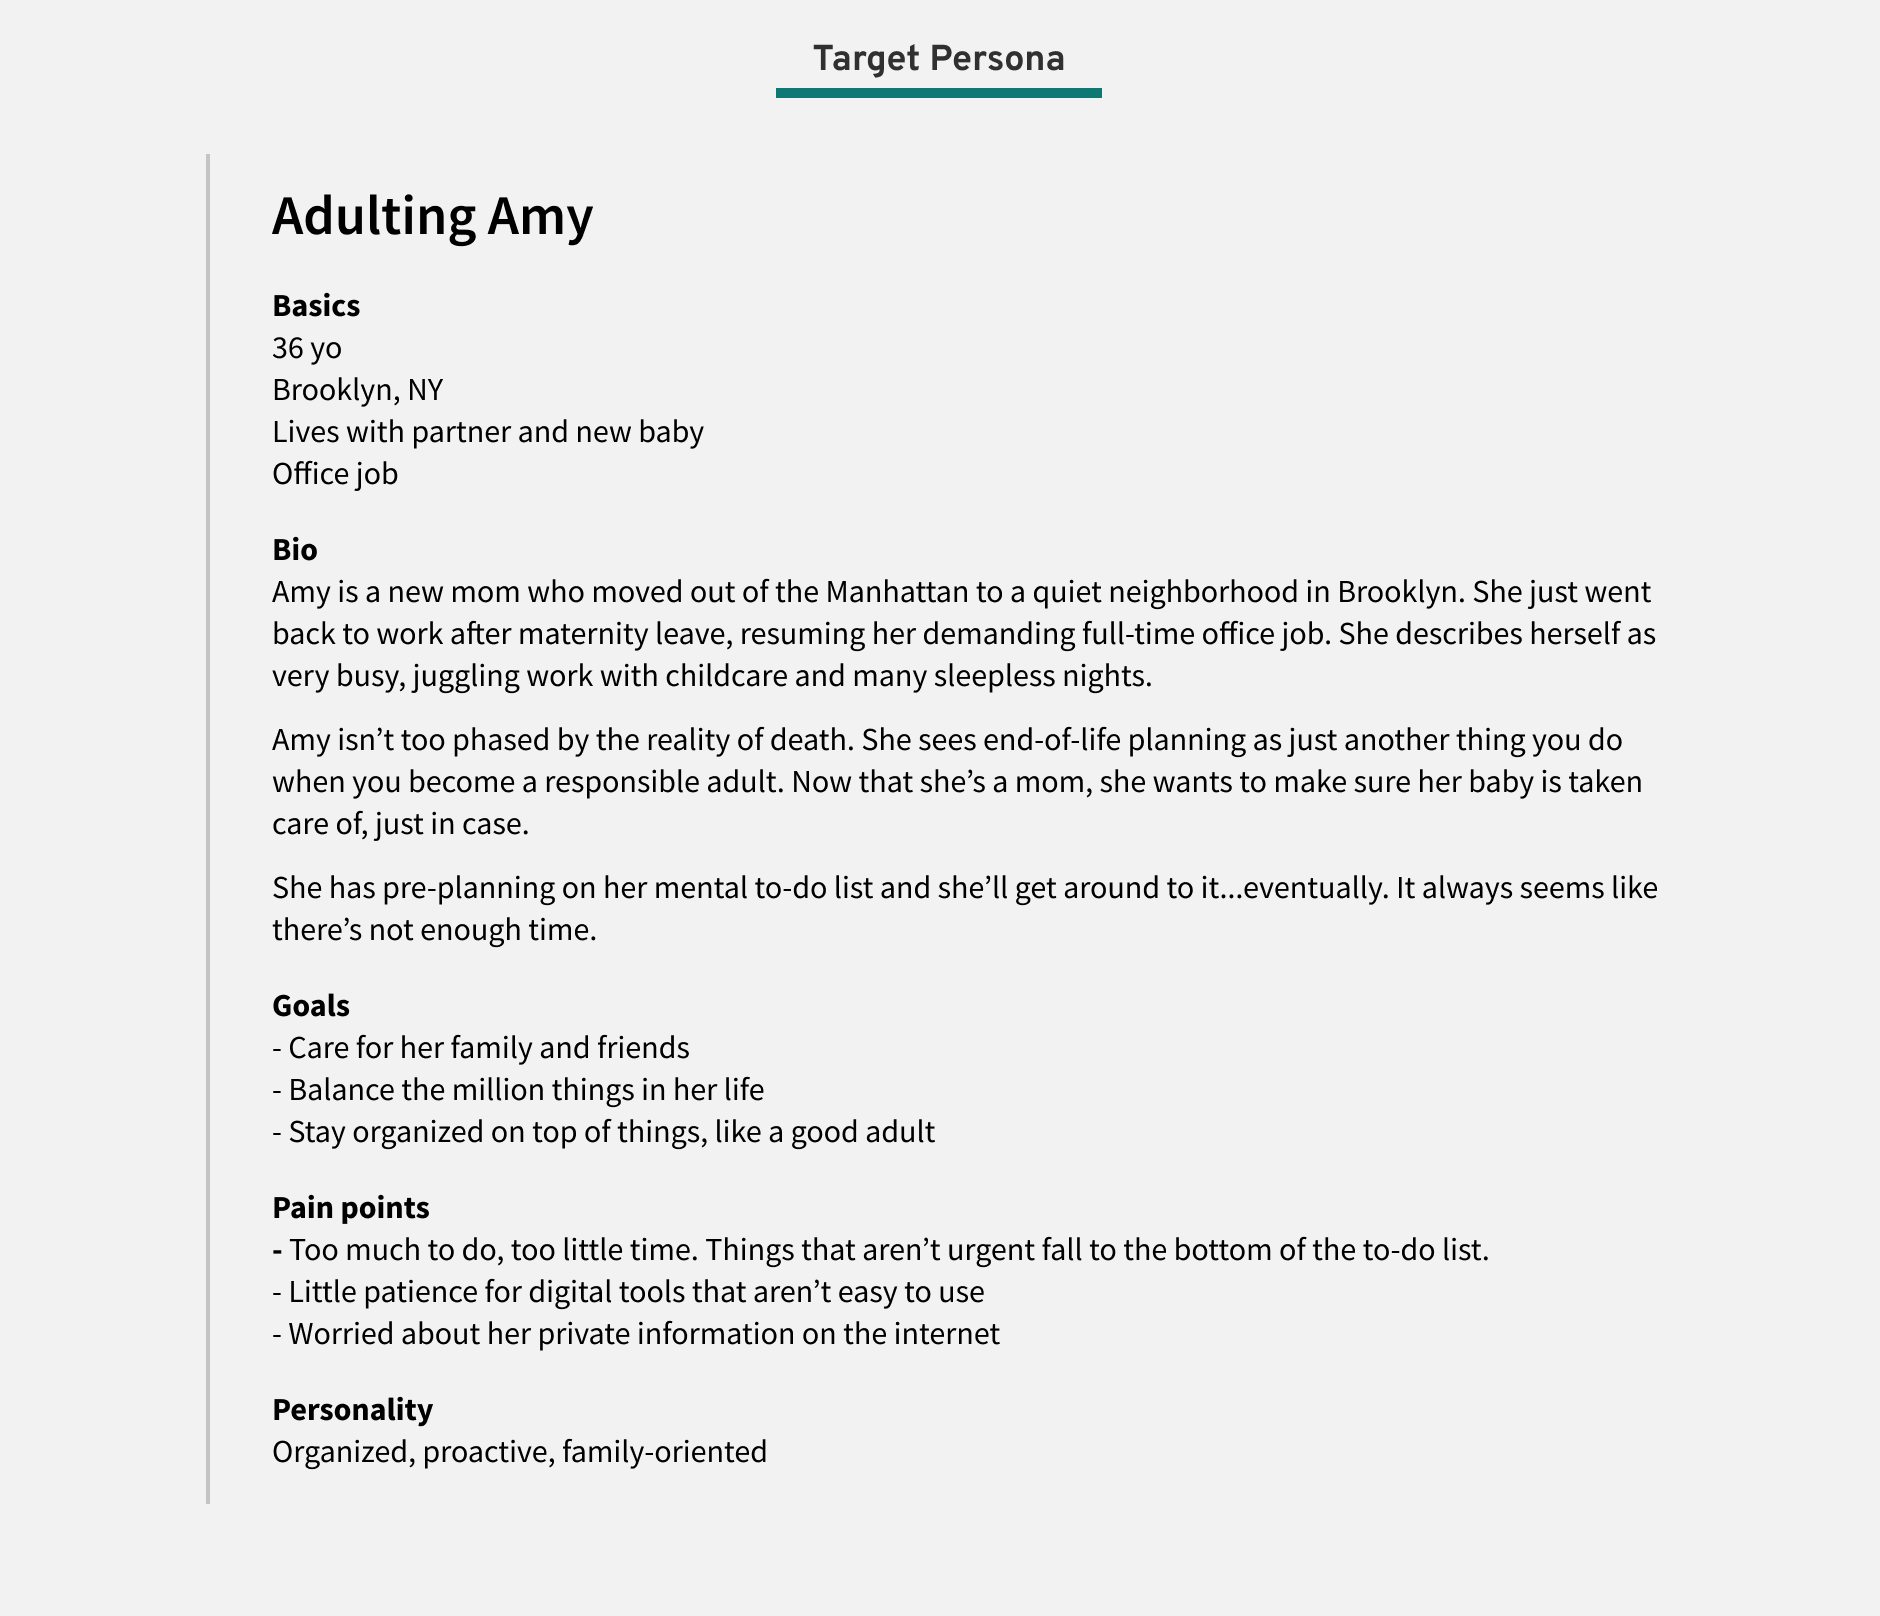 Target Persona
Adulting Amy
Basics
36 yo
Brooklyn, NY
Lives with partner and new baby
Office job
Bio
Amy is a new mom who moved out of the Manhattan to a quiet neighborhood in Brooklyn. She just went
back to work after maternity leave, resuming her demanding full-time office job. She describes herself as
very busy, juggling work with childcare and many sleepless nights.
Amy isn’t too phased by the reality of death. She sees end-of-life planning as just another thing you do
when you become a responsible adult. Now that she’s a mom, she wants to make sure her baby is taken
care of, just in case.
She has pre-planning on her mental to-do list and she’ll get around to it...eventually. It always seems like
there’s not enough time.
Goals
- Care for her family and friends
- Balance the million things in her life
- Stay organized on top of things, like a good adult
Pain points
- Too much to do, too little time. Things that aren’t urgent fall to the bottom of the to-do list.
- Little patience for digital tools that aren’t easy to use
- Worried about her private information on the internet
Personality
Organized, proactive, family-oriented